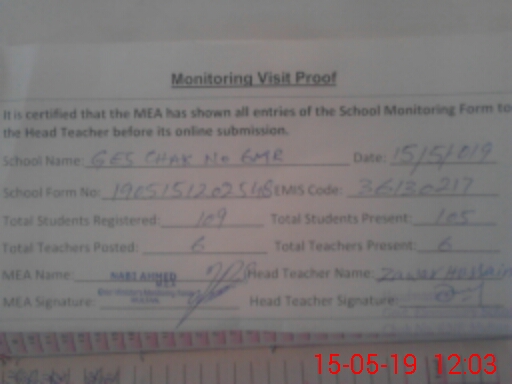 Monitoring Visit Proof
It is certified that the MEA has shown all entries of the School Monitoring Form to
the Head Teacher before its online submission.
School Name: GES CHAK No 6MR Date: 15/5/019
School Form No: EMIS Code: 36130217
Total Students Registered: 109 Total Students Present: 105
Total Teachers Posted: 6 Total Teachers Present: 6
MEA Name: NABI AHMED Head Teacher Name:
MEA Signature: Head Teacher Signature:
15-05-19 12:03